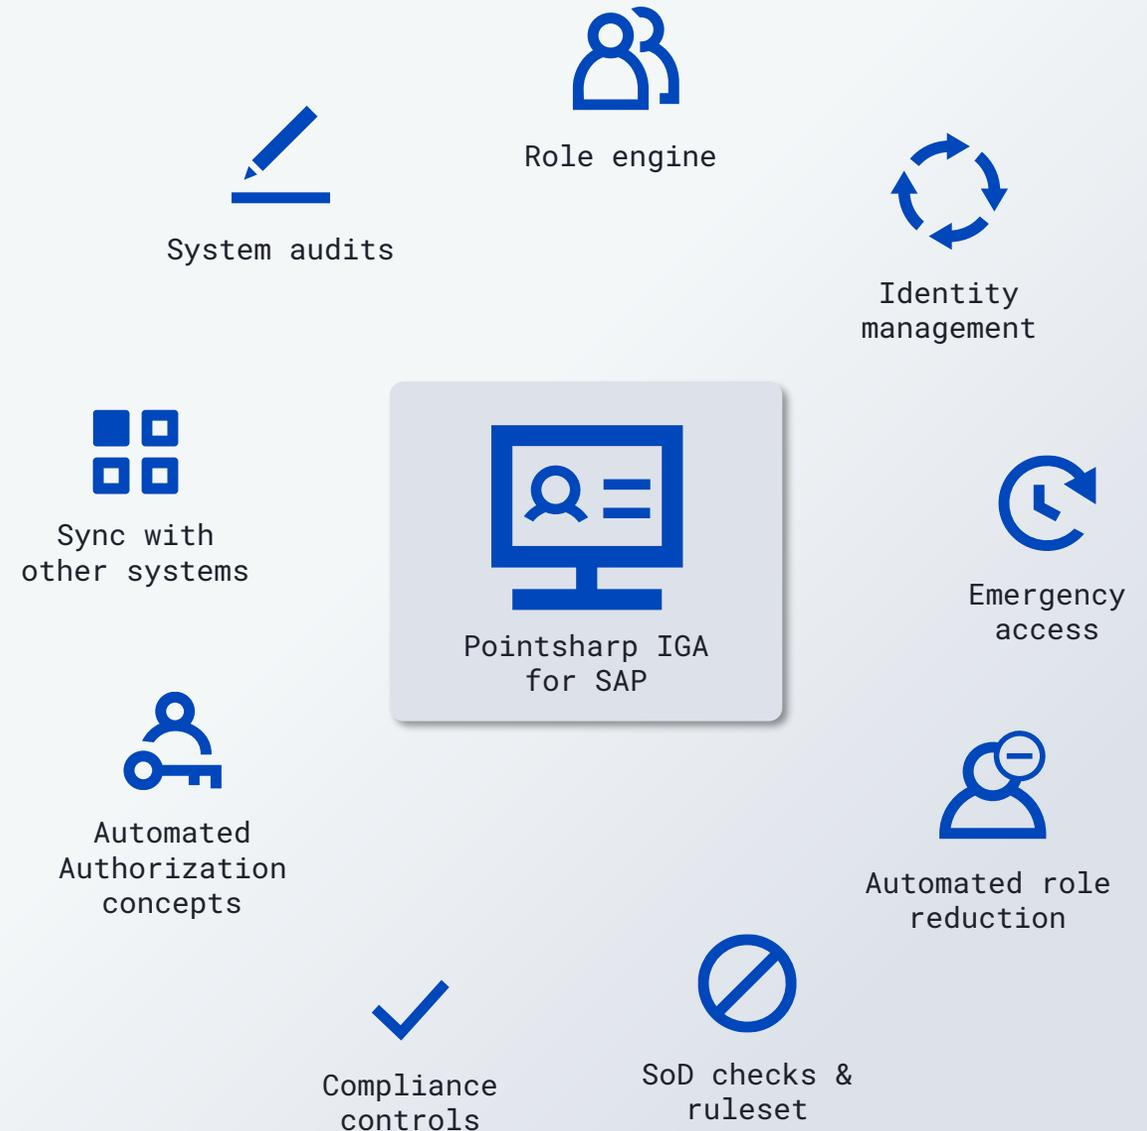 Role engine
System audits
Identity
management
Sync with
other systems
Pointsharp IGA
for SAP
Emergency
access
Automated
Authorization
concepts
Automated role
reduction
Compliance
controls
SoD checks &
ruleset